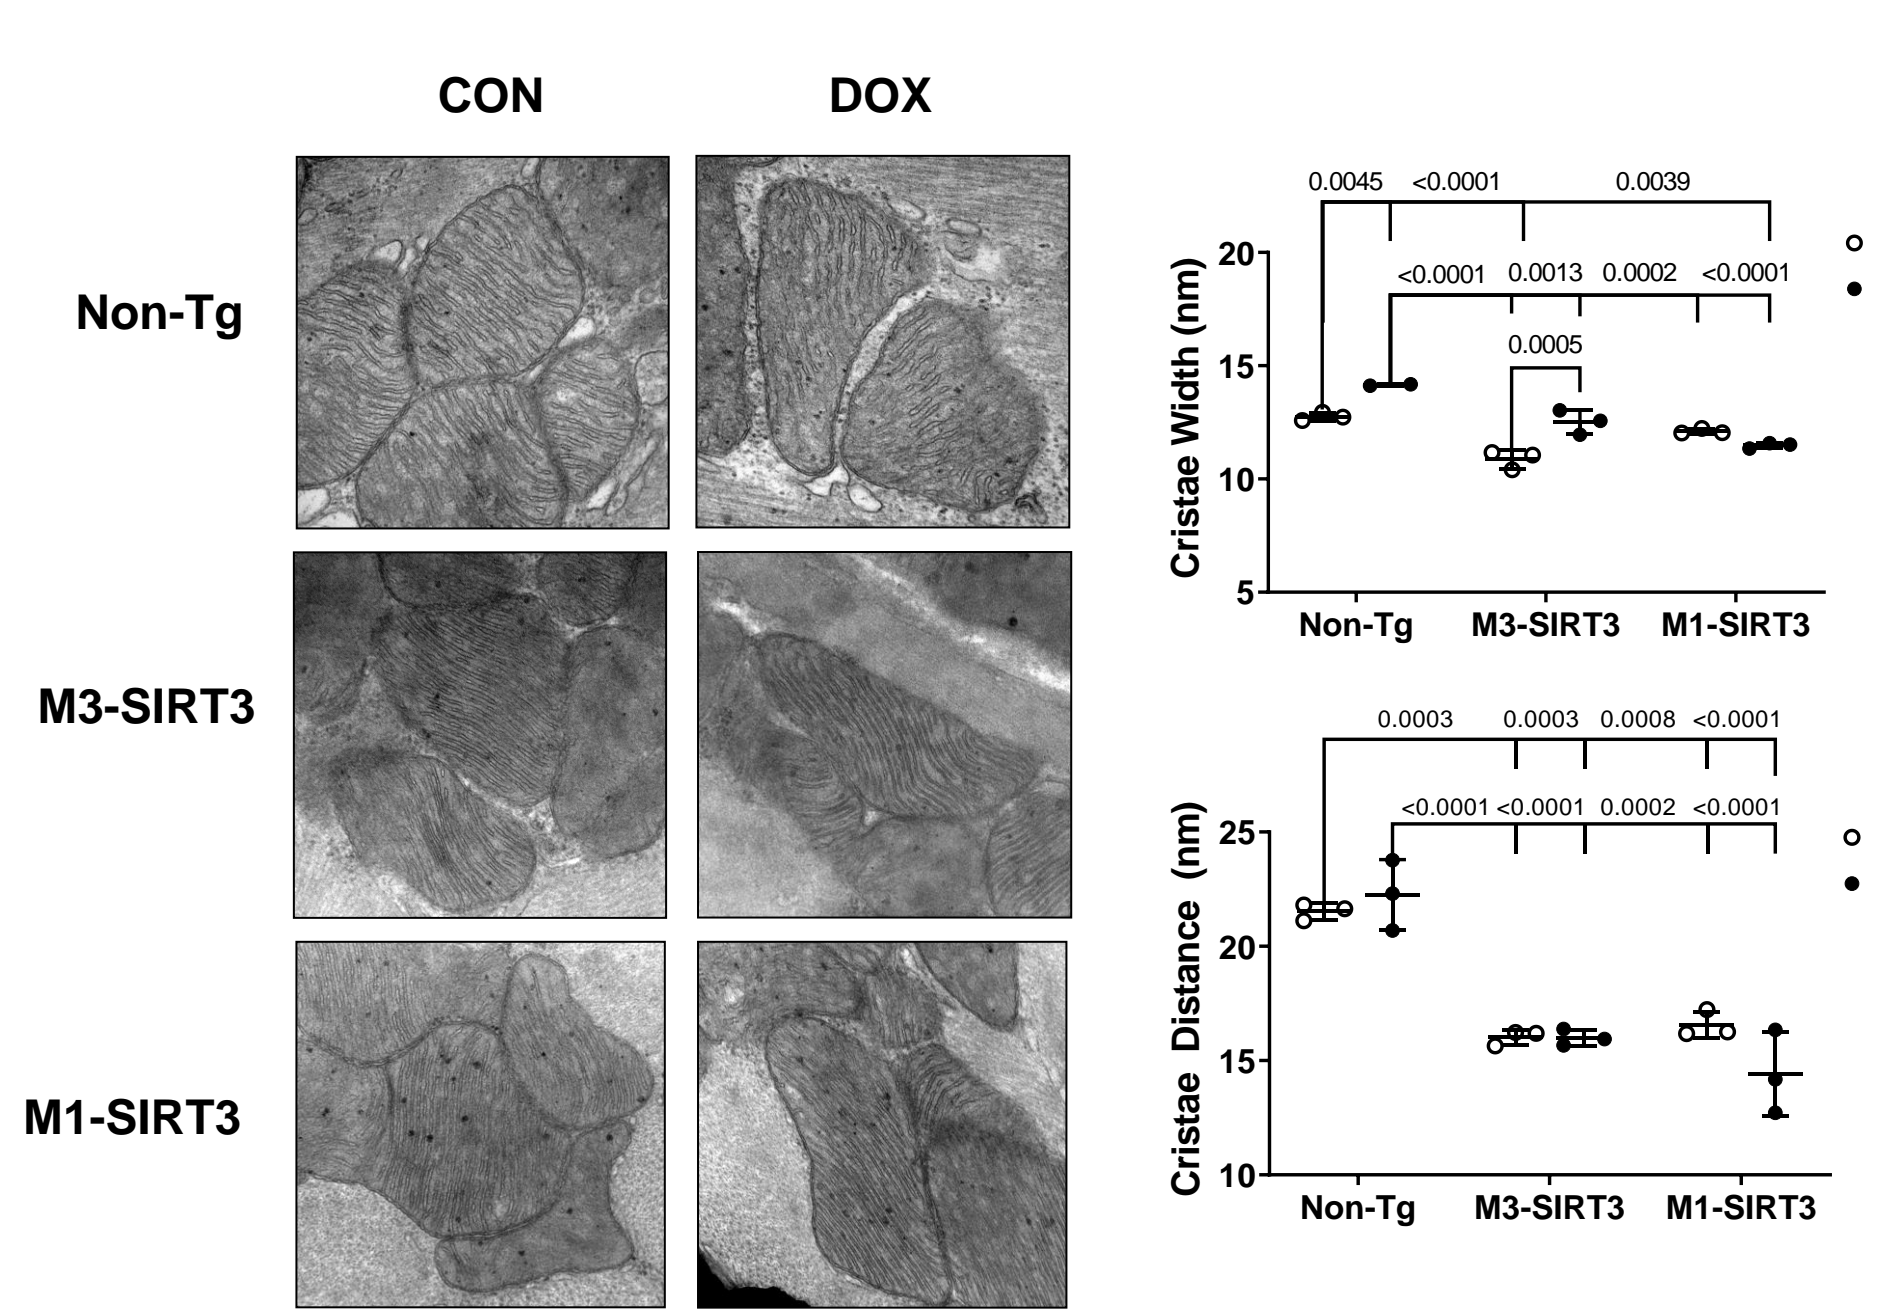 CON DOX
Non-Tg
M3-SIRT3
M1-SIRT3
0.0045 <0.0001 0.0039
<0.0001 0.0013 0.0002 <0.0001
0.0005
Cristae Width (nm)
20
15
10
5
Non-Tg M3-SIRT3 M1-SIRT3
0.0003 0.0003 0.0008 <0.0001
<0.0001 <0.0001 0.0002 <0.0001
Cristae Distance (nm)
25
20
15
10
Non-Tg M3-SIRT3 M1-SIRT3